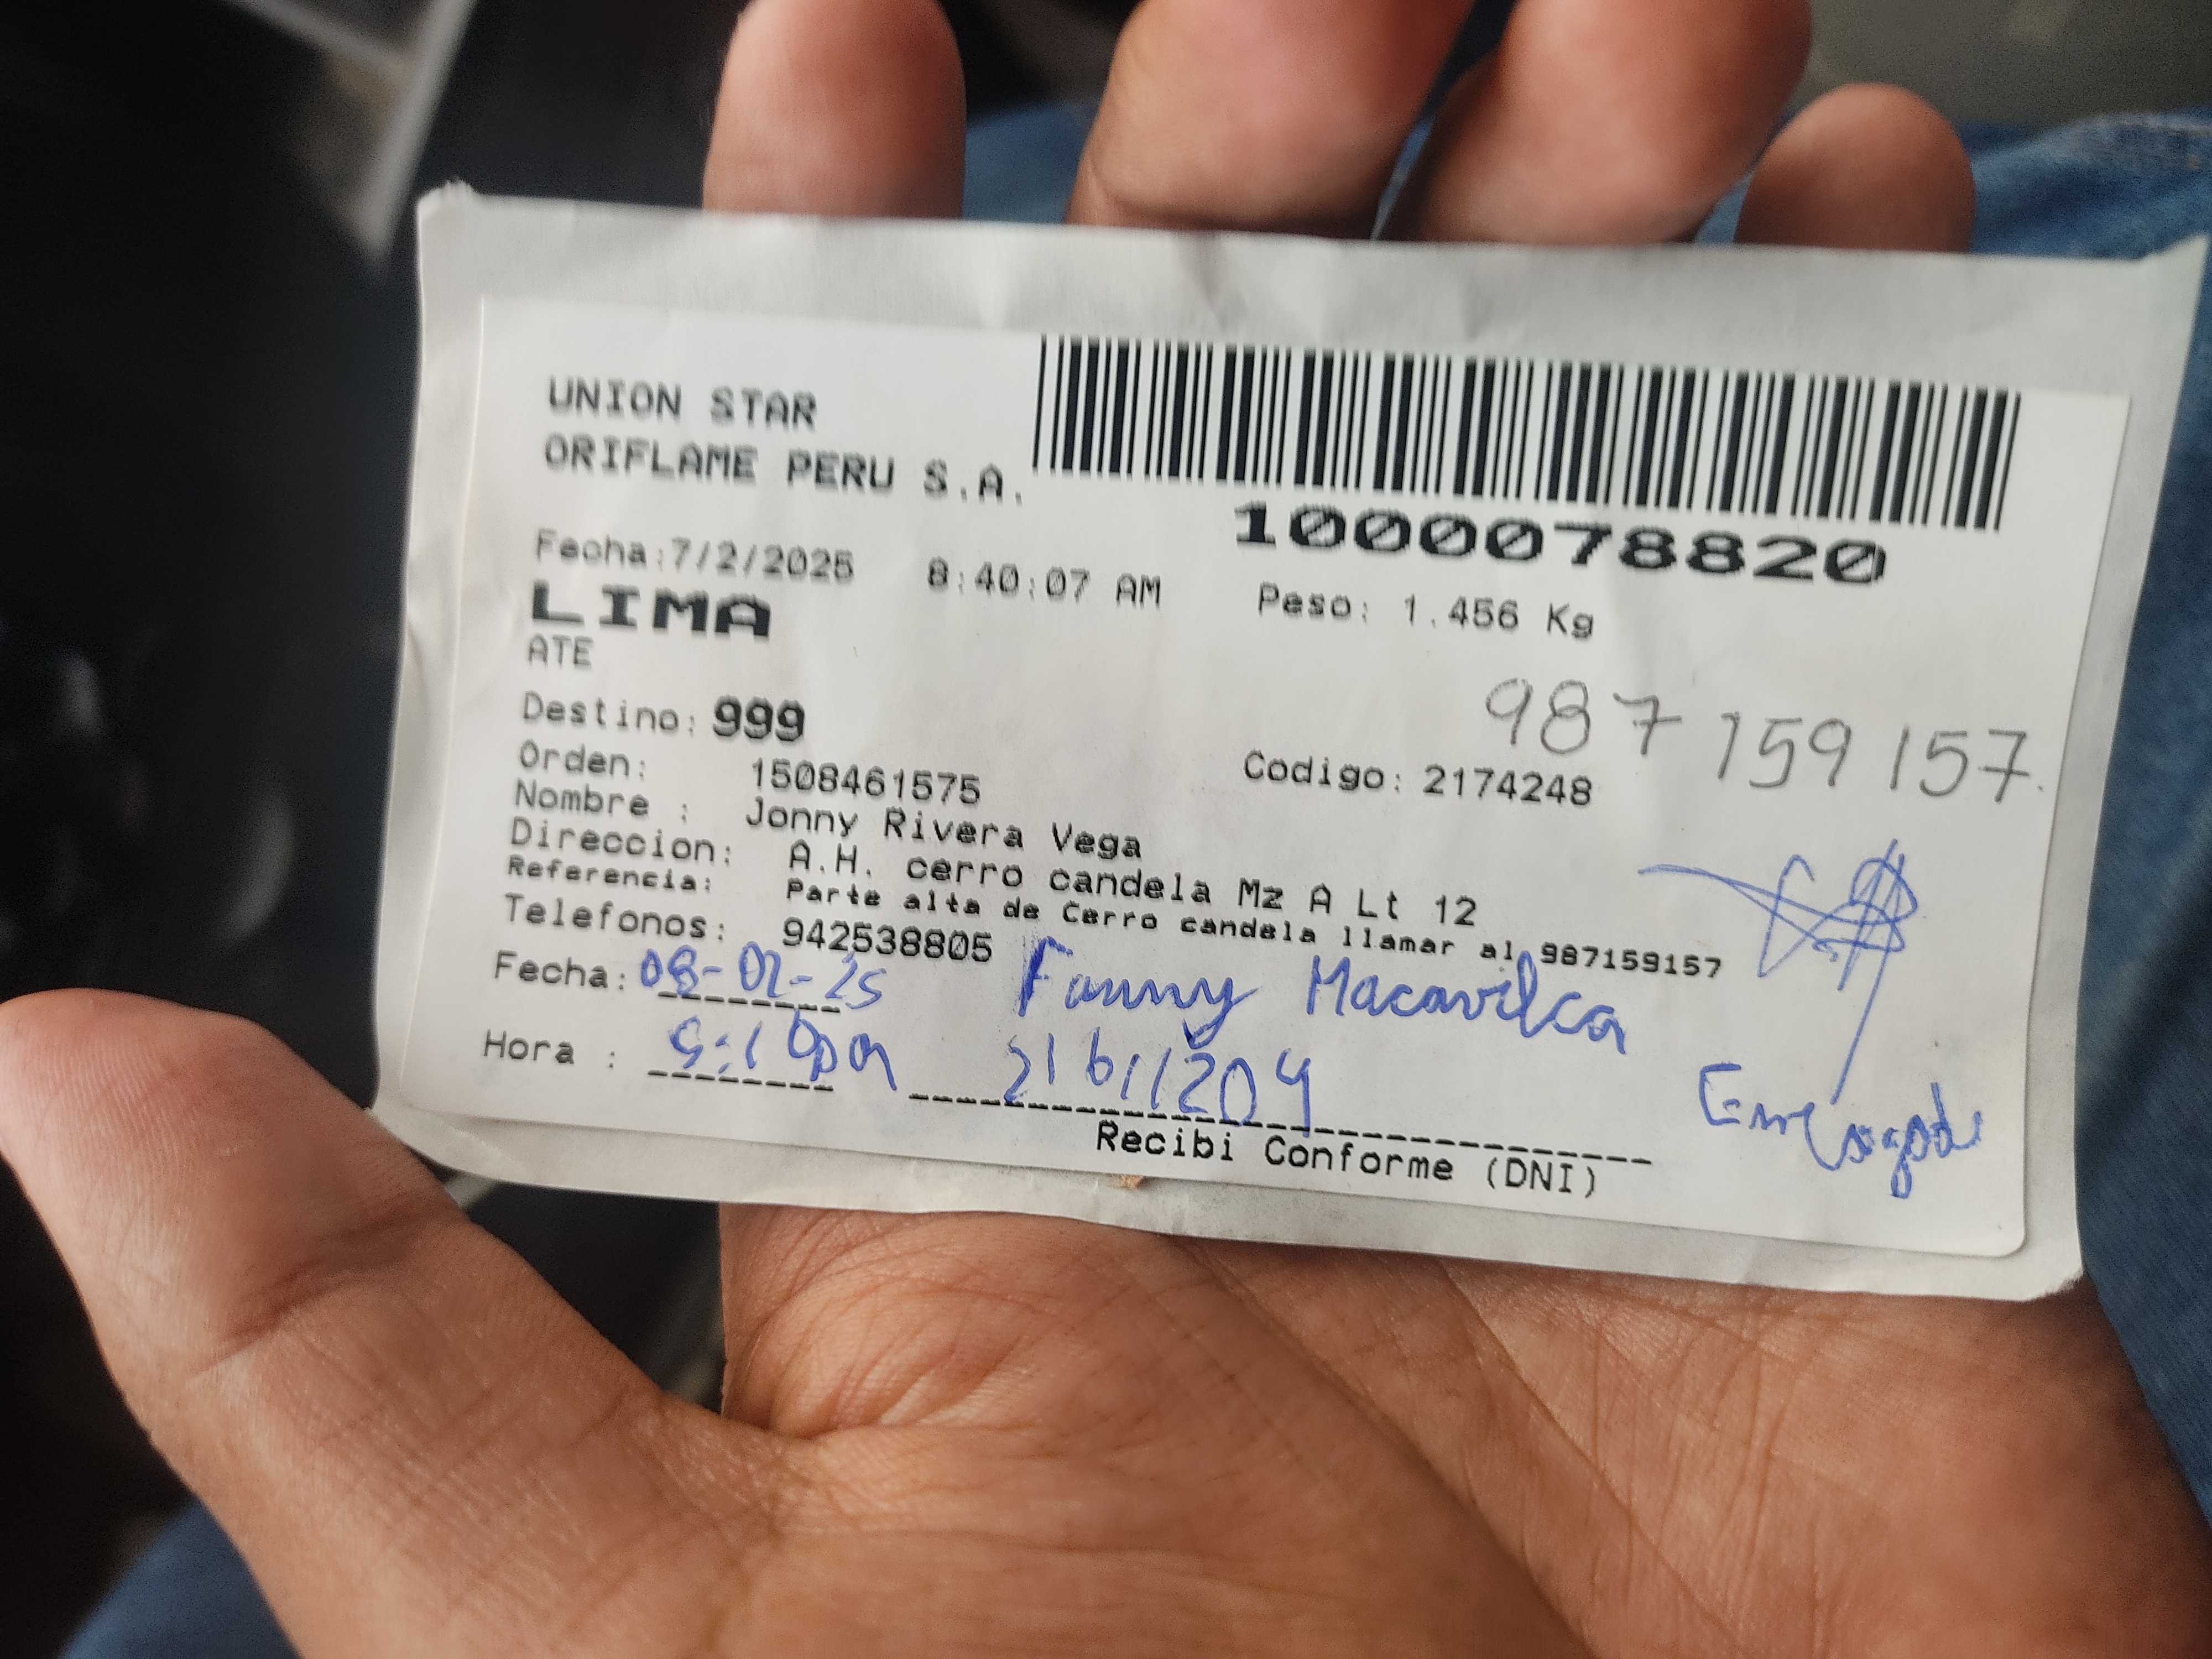 UNION STAR
ORIFLAME PERU S.A.
1000078820
Fecha:7/2/2025 8:40:07 AM Peso: 1.456 Kg
LIMA
ATE
987 159 157.
Destino: 999
Orden: 1508461575 Codigo: 2174248
Nombre : Jonny Rivera Vega
Direccion: A.H. cerro candela Mz A Lt 12
Referencia: Parte alta de Cerro candela llamar al 987159157
Telefonos: 942538805
Fecha: 08-02-25 Fanny Macavilca
Hora : 21611204
Recibi Conforme (DNI)